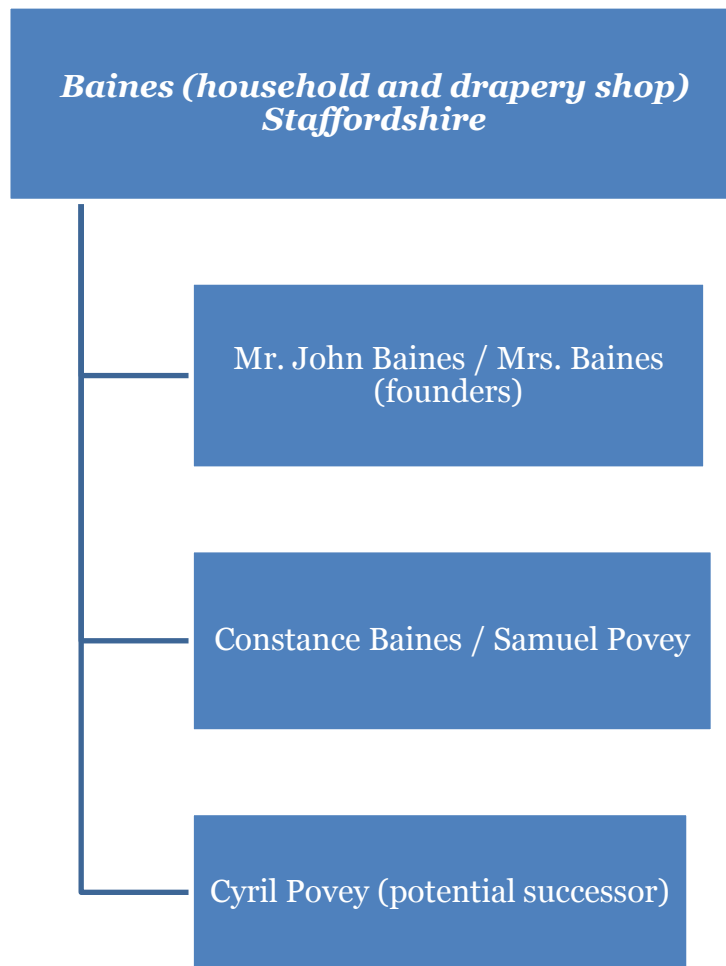 Baines (household and drapery shop)
Staffordshire
Mr. John Baines / Mrs. Baines
(founders)
Constance Baines / Samuel Povey
Cyril Povey (potential successor)